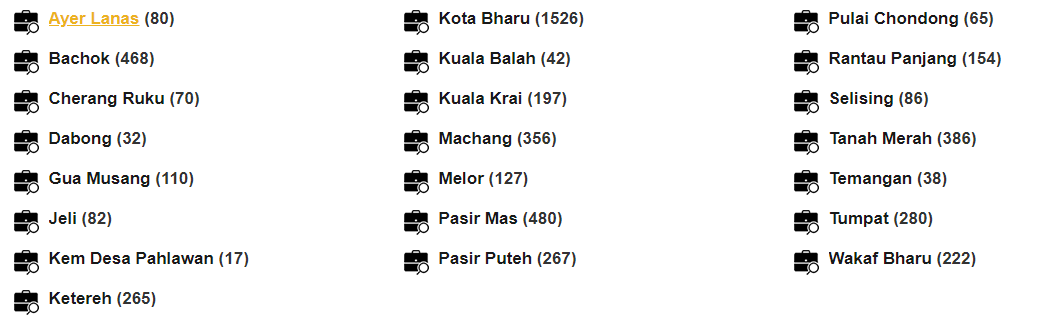 Ayer Lanas (80)
Bachok (468)
Cherang Ruku (70)
Dabong (32)
Gua Musang (110)
Jeli (82)
Kem Desa Pahlawan (17)
Ketereh (265)
Kota Bharu (1526)
Kuala Balah (42)
Kuala Krai (197)
Machang (356)
Melor (127)
Pasir Mas (480)
Pasir Puteh (267)
Pulai Chondong (65)
Rantau Panjang (154)
Selising (86)
Tanah Merah (386)
Temangan (38)
Tumpat (280)
Wakaf Bharu (222)